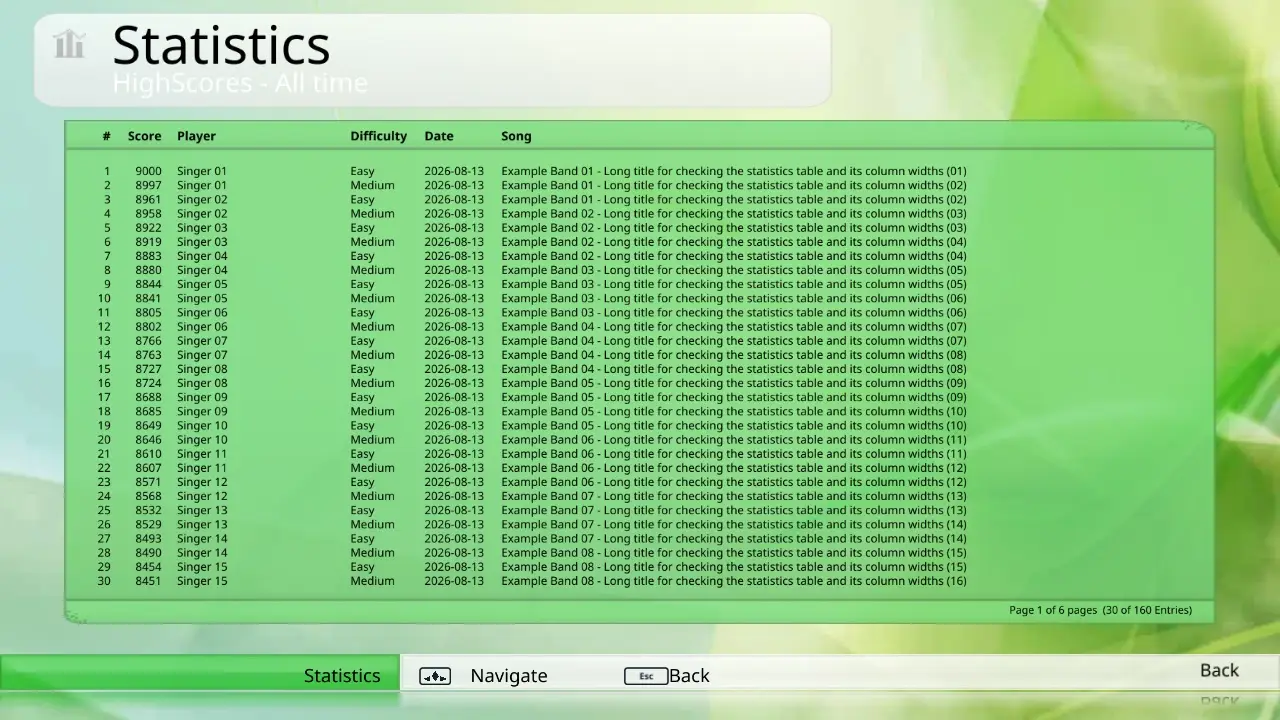 Statistics
HighScores - All time
# Score Player Difficulty Date Song
1 9000 Singer 01 Easy 2026-08-13 Example Band 01 - Long title for checking the statistics table and its column widths (01)
2 8997 Singer 01 Medium 2026-08-13 Example Band 01 - Long title for checking the statistics table and its column widths (02)
3 8961 Singer 02 Easy 2026-08-13 Example Band 01 - Long title for checking the statistics table and its column widths (02)
4 8958 Singer 02 Medium 2026-08-13 Example Band 02 - Long title for checking the statistics table and its column widths (03)
5 8922 Singer 03 Easy 2026-08-13 Example Band 02 - Long title for checking the statistics table and its column widths (03)
6 8919 Singer 03 Medium 2026-08-13 Example Band 02 - Long title for checking the statistics table and its column widths (04)
7 8883 Singer 04 Easy 2026-08-13 Example Band 02 - Long title for checking the statistics table and its column widths (04)
8 8880 Singer 04 Medium 2026-08-13 Example Band 03 - Long title for checking the statistics table and its column widths (05)
9 8844 Singer 05 Easy 2026-08-13 Example Band 03 - Long title for checking the statistics table and its column widths (05)
10 8841 Singer 05 Medium 2026-08-13 Example Band 03 - Long title for checking the statistics table and its column widths (06)
11 8805 Singer 06 Easy 2026-08-13 Example Band 03 - Long title for checking the statistics table and its column widths (06)
12 8802 Singer 06 Medium 2026-08-13 Example Band 04 - Long title for checking the statistics table and its column widths (07)
13 8766 Singer 07 Easy 2026-08-13 Example Band 04 - Long title for checking the statistics table and its column widths (07)
14 8763 Singer 07 Medium 2026-08-13 Example Band 04 - Long title for checking the statistics table and its column widths (08)
15 8727 Singer 08 Easy 2026-08-13 Example Band 04 - Long title for checking the statistics table and its column widths (08)
16 8724 Singer 08 Medium 2026-08-13 Example Band 05 - Long title for checking the statistics table and its column widths (09)
17 8688 Singer 09 Easy 2026-08-13 Example Band 05 - Long title for checking the statistics table and its column widths (09)
18 8685 Singer 09 Medium 2026-08-13 Example Band 05 - Long title for checking the statistics table and its column widths (10)
19 8649 Singer 10 Easy 2026-08-13 Example Band 05 - Long title for checking the statistics table and its column widths (10)
20 8646 Singer 10 Medium 2026-08-13 Example Band 06 - Long title for checking the statistics table and its column widths (11)
21 8610 Singer 11 Easy 2026-08-13 Example Band 06 - Long title for checking the statistics table and its column widths (11)
22 8607 Singer 11 Medium 2026-08-13 Example Band 06 - Long title for checking the statistics table and its column widths (12)
23 8571 Singer 12 Easy 2026-08-13 Example Band 06 - Long title for checking the statistics table and its column widths (12)
24 8568 Singer 12 Medium 2026-08-13 Example Band 07 - Long title for checking the statistics table and its column widths (13)
25 8532 Singer 13 Easy 2026-08-13 Example Band 07 - Long title for checking the statistics table and its column widths (13)
26 8529 Singer 13 Medium 2026-08-13 Example Band 07 - Long title for checking the statistics table and its column widths (14)
27 8493 Singer 14 Easy 2026-08-13 Example Band 07 - Long title for checking the statistics table and its column widths (14)
28 8490 Singer 14 Medium 2026-08-13 Example Band 08 - Long title for checking the statistics table and its column widths (15)
29 8454 Singer 15 Easy 2026-08-13 Example Band 08 - Long title for checking the statistics table and its column widths (15)
30 8451 Singer 15 Medium 2026-08-13 Example Band 08 - Long title for checking the statistics table and its column widths (16)
Page 1 of 6 pages (30 of 160 Entries)
Statistics Navigate Esc Back Back